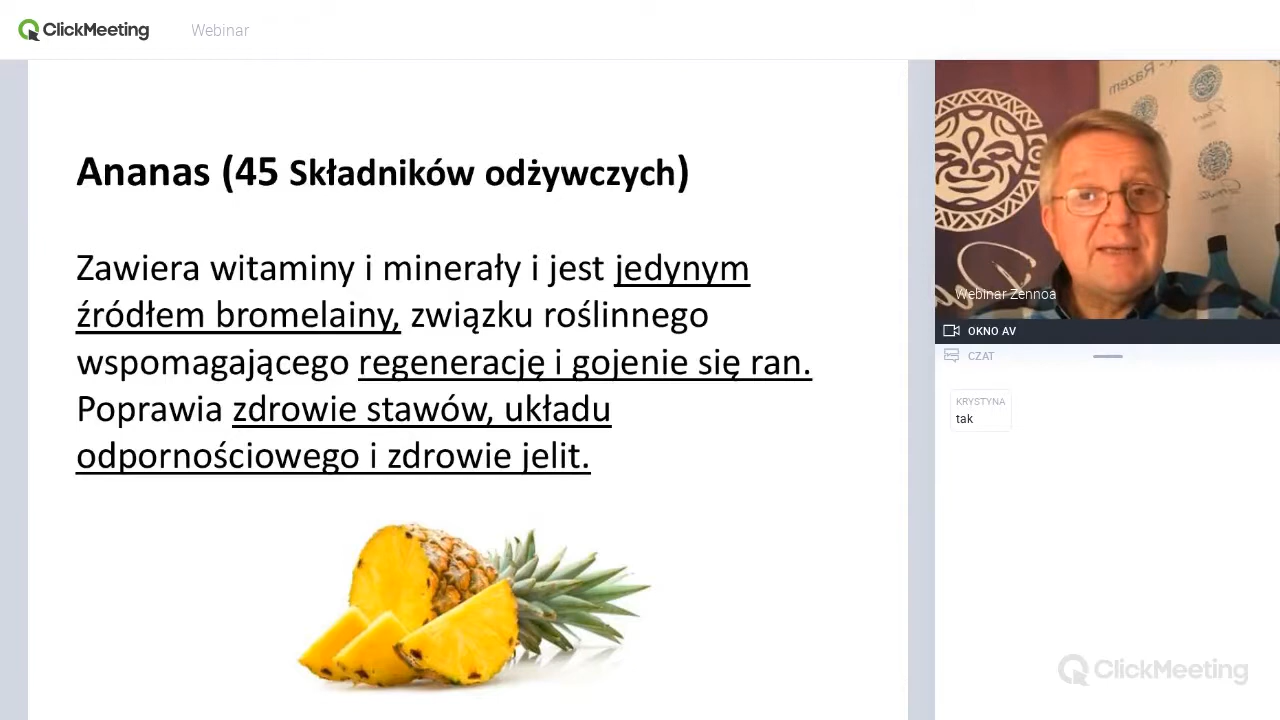 ClickMeeting
Webinar
Ananas (45 Składników odżywczych)
Zawiera witaminy i minerały i jest jedynym
źródłem bromelainy, związku roślinnego
wspomagającego regenerację i gojenie się ran.
Poprawia zdrowie stawów, układu
odpornościowego i zdrowie jelit.
Razem
Webinar Zennoa
OKNO AV
CZAT
KRYSTYNA
tak
ClickMeeting